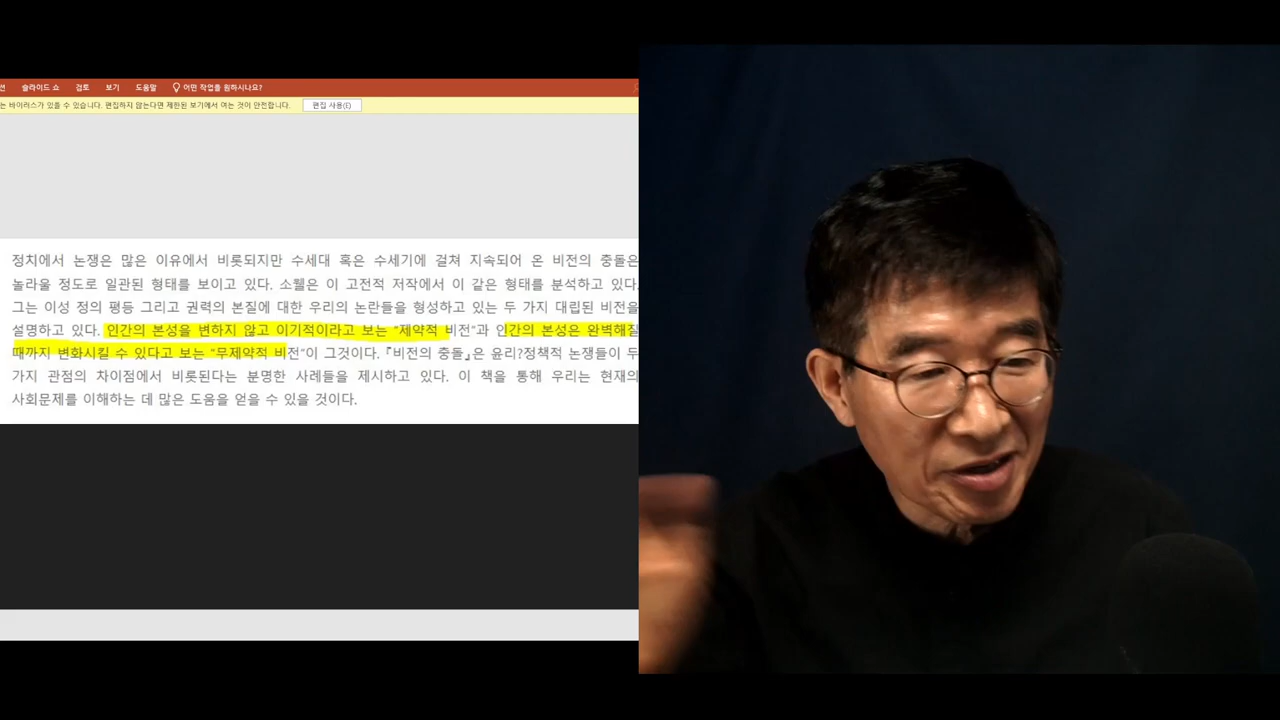 션 슬라이드 쇼 검토 보기 도움말 어떤 작업을 원하시나요?
는 바이러스가 있을 수 있습니다. 편집하지 않는다면 제한된 보기에서 여는 것이 안전합니다. 편집 사용(E)
정치에서 논쟁은 많은 이유에서 비롯되지만 수세대 혹은 수세기에 걸쳐 지속되어 온 비전의 충돌은
놀라울 정도로 일관된 형태를 보이고 있다. 소웰은 이 고전적 저작에서 이 같은 형태를 분석하고 있다.
그는 이성 정의 평등 그리고 권력의 본질에 대한 우리의 논란들을 형성하고 있는 두 가지 대립된 비전을
설명하고 있다. 인간의 본성을 변하지 않고 이기적이라고 보는 “제약적 비전”과 인간의 본성은 완벽해질
때까지 변화시킬 수 있다고 보는 “무제약적 비전”이 그것이다. 『비전의 충돌』은 윤리?정책적 논쟁들이 두
가지 관점의 차이점에서 비롯된다는 분명한 사례들을 제시하고 있다. 이 책을 통해 우리는 현재의
사회문제를 이해하는 데 많은 도움을 얻을 수 있을 것이다.